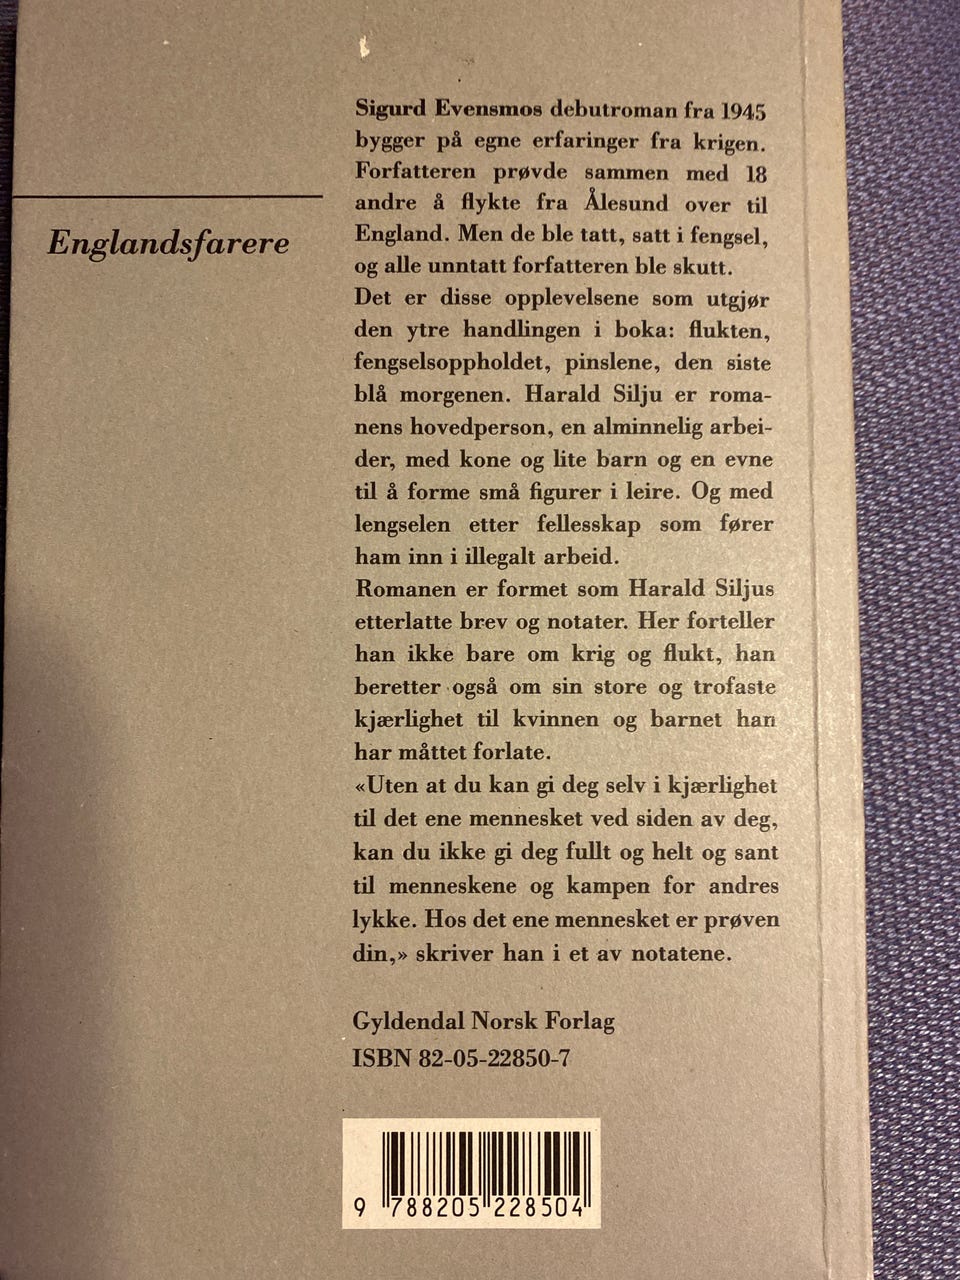 Englandsfarere
Sigurd Evensmos debutroman fra 1945
bygger på egne erfaringer fra krigen.
Forfatteren prøvde sammen med 18
andre å flykte fra Ålesund over til
England. Men de ble tatt, satt i fengsel,
og alle unntatt forfatteren ble skutt.
Det er disse opplevelsene som utgjør
den ytre handlingen i boka: flukten,
fengselsoppholdet, pinslene, den siste
blå morgenen. Harald Silju er roma-
nens hovedperson, en alminnelig arbei-
der, med kone og lite barn og en evne
til å forme små figurer i leire. Og med
lengselen etter fellesskap som fører
ham inn i illegalt arbeid.
Romanen er formet som Harald Siljus
etterlatte brev og notater. Her forteller
han ikke bare om krig og flukt, han
beretter også om sin store og trofaste
kjærlighet til kvinnen og barnet han
har måttet forlate.
«Uten at du kan gi deg selv i kjærlighet
til det ene mennesket ved siden av deg,
kan du ikke gi deg fullt og helt og sant
til menneskene og kampen for andres
lykke. Hos det ene mennesket er prøven
din,» skriver han i et av notatene.
Gyldendal Norsk Forlag
ISBN 82-05-22850-7
9 788205 228504